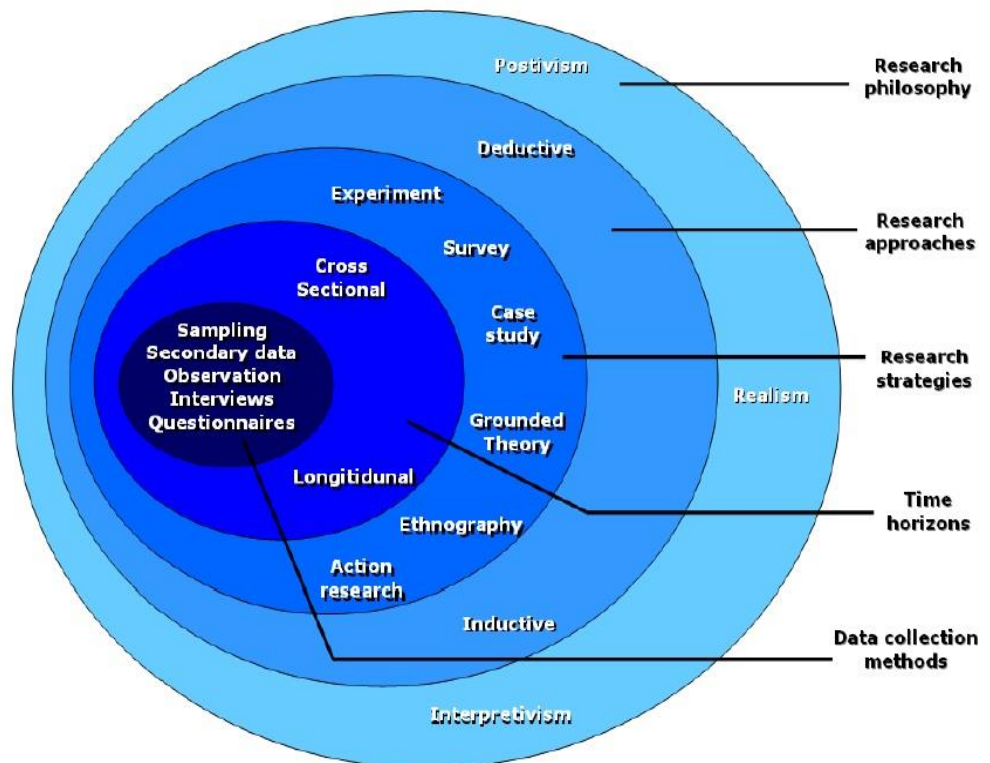 Postivism
Research
philosophy
Deductive
Experiment
Research
approaches
Survey
Cross
Sectional
Case
study
Sampling
Secondary data
Observation
Interviews
Questionnaires
Research
strategies
Realism
Grounded
Theory
Longitidunal
Time
horizons
Ethnography
Action
research
Inductive
Data collection
methods
Interpretivism